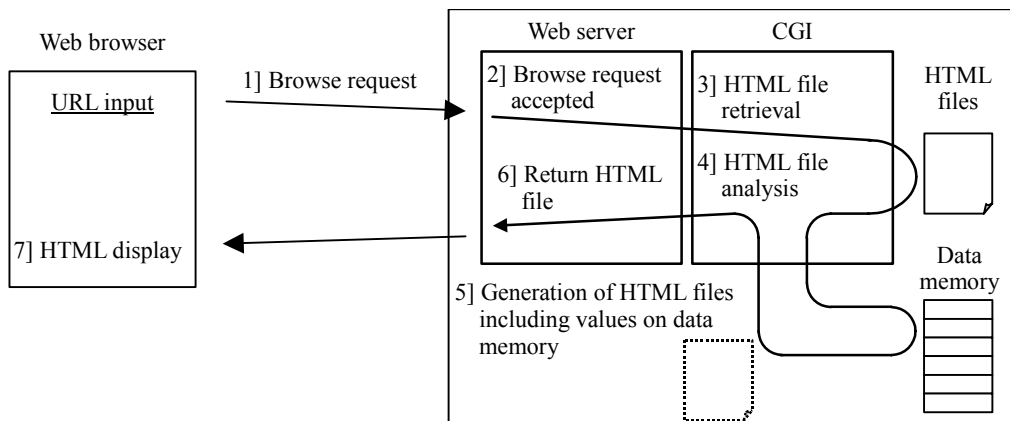 Web browser
URL input
1] Browse request
Web server
CGI
2] Browse request
accepted
3] HTML file
retrieval
HTML
files
4] HTML file
analysis
6] Return HTML
file
7] HTML display
Data
memory
5] Generation of HTML files
including values on data
memory